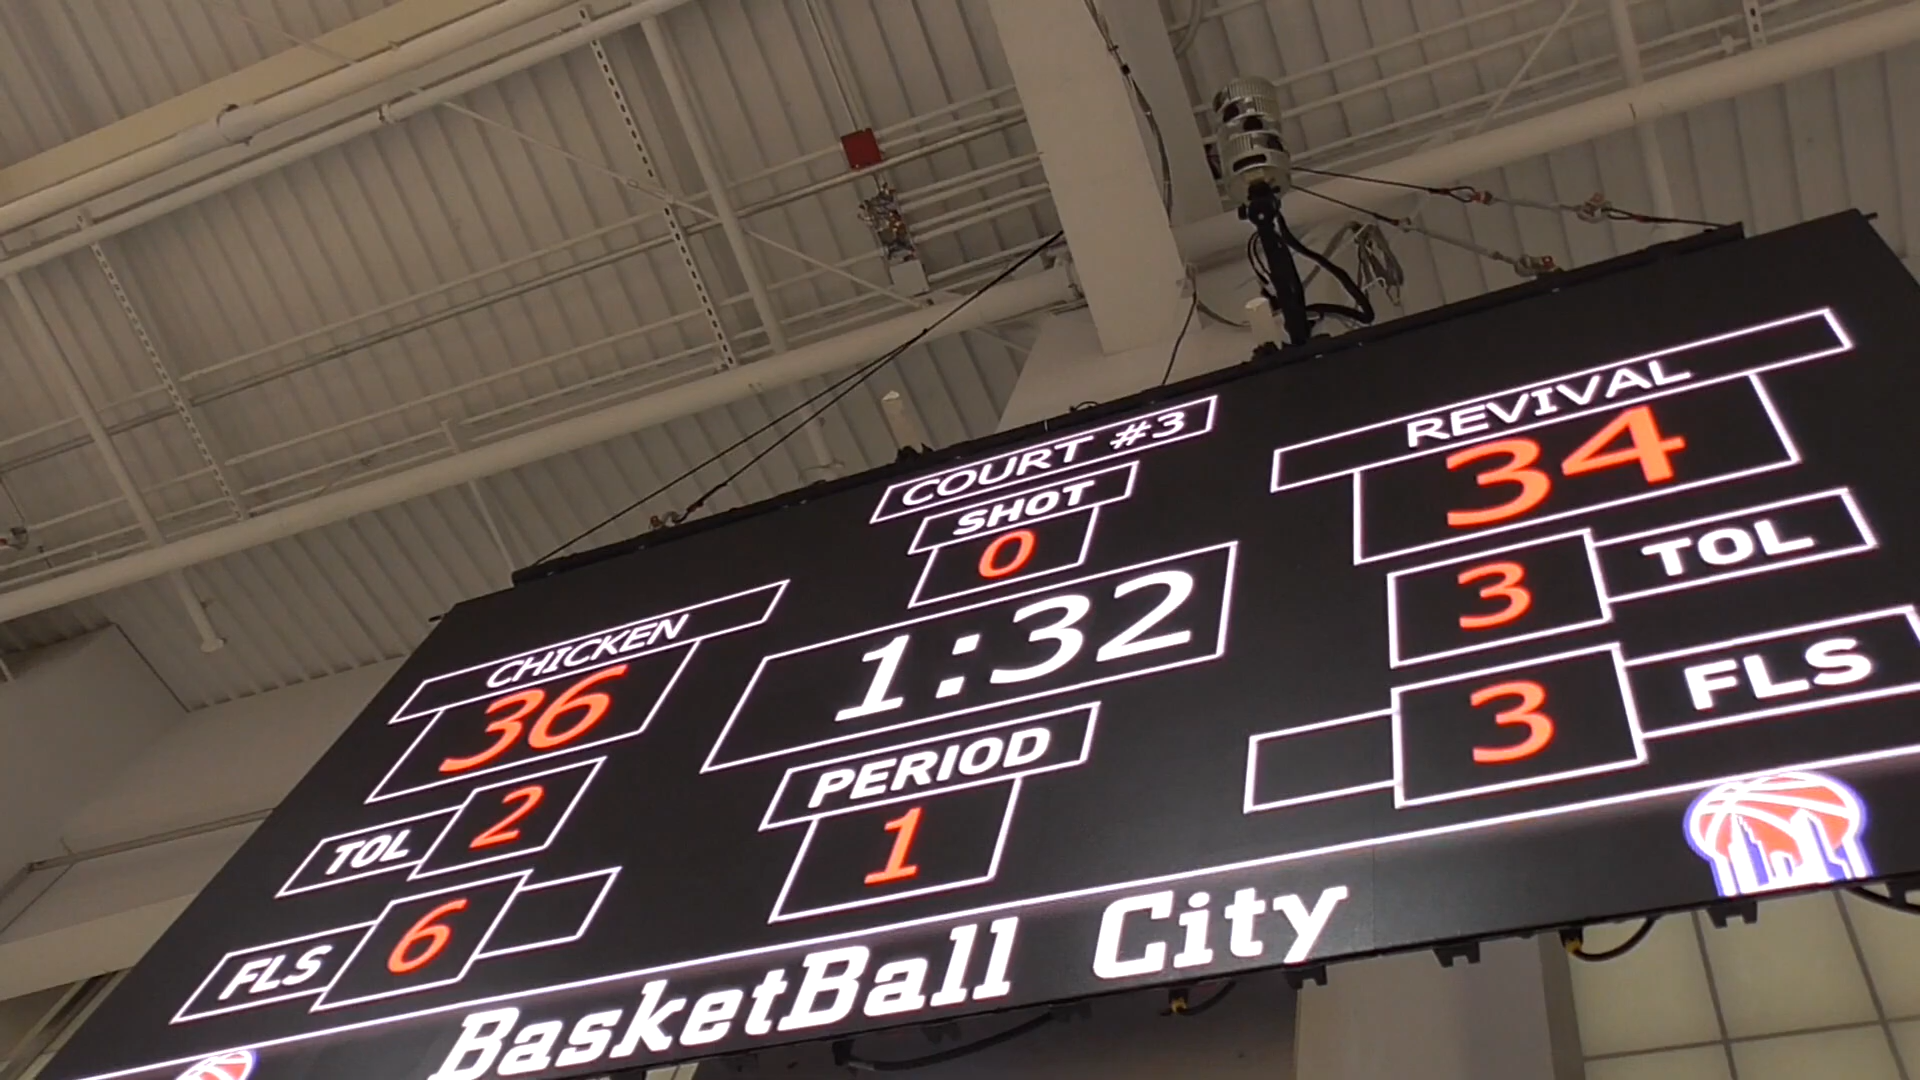 COURT #3
SHOT
0
1:32
PERIOD
1
CHICKEN
36
TOL 2
FLS 6
REVIVAL
34
3 TOL
3 FLS
BasketBall City